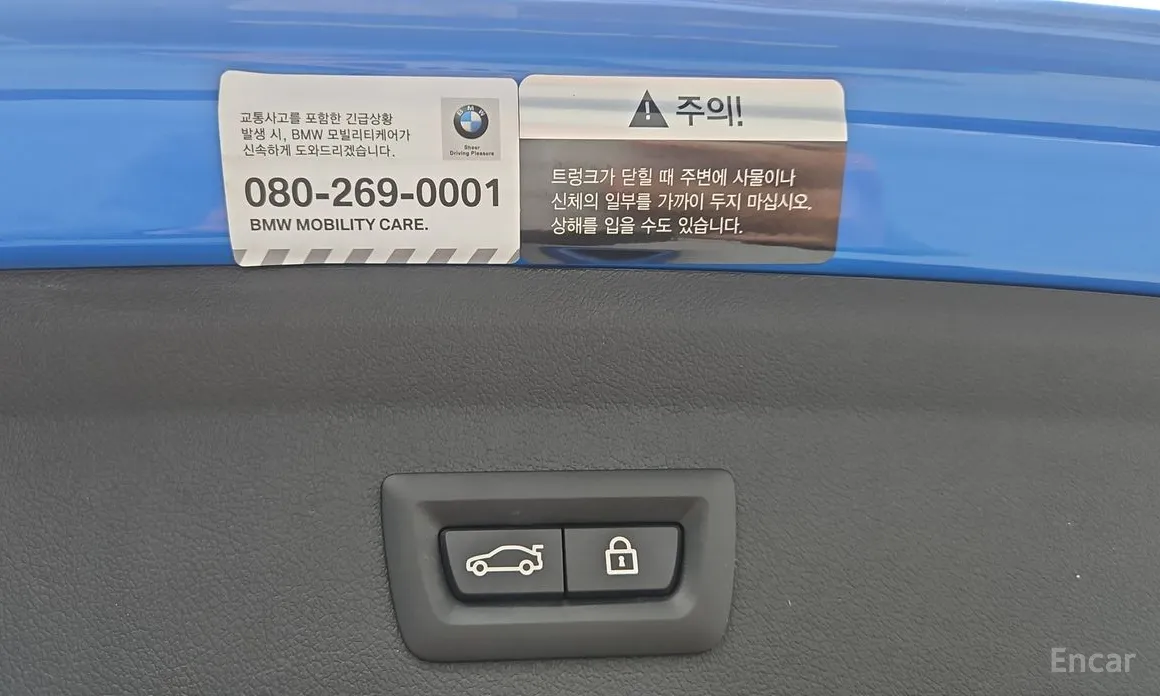 교통사고를 포함한 긴급상황
발생 시, BMW 모빌리티케어가
신속하게 도와드리겠습니다.
BMW
Sheer
Driving Pleasure
080-269-0001
BMW MOBILITY CARE.
주의!
트렁크가 닫힐 때 주변에 사물이나
신체의 일부를 가까이 두지 마십시오.
상해를 입을 수도 있습니다.
Encar